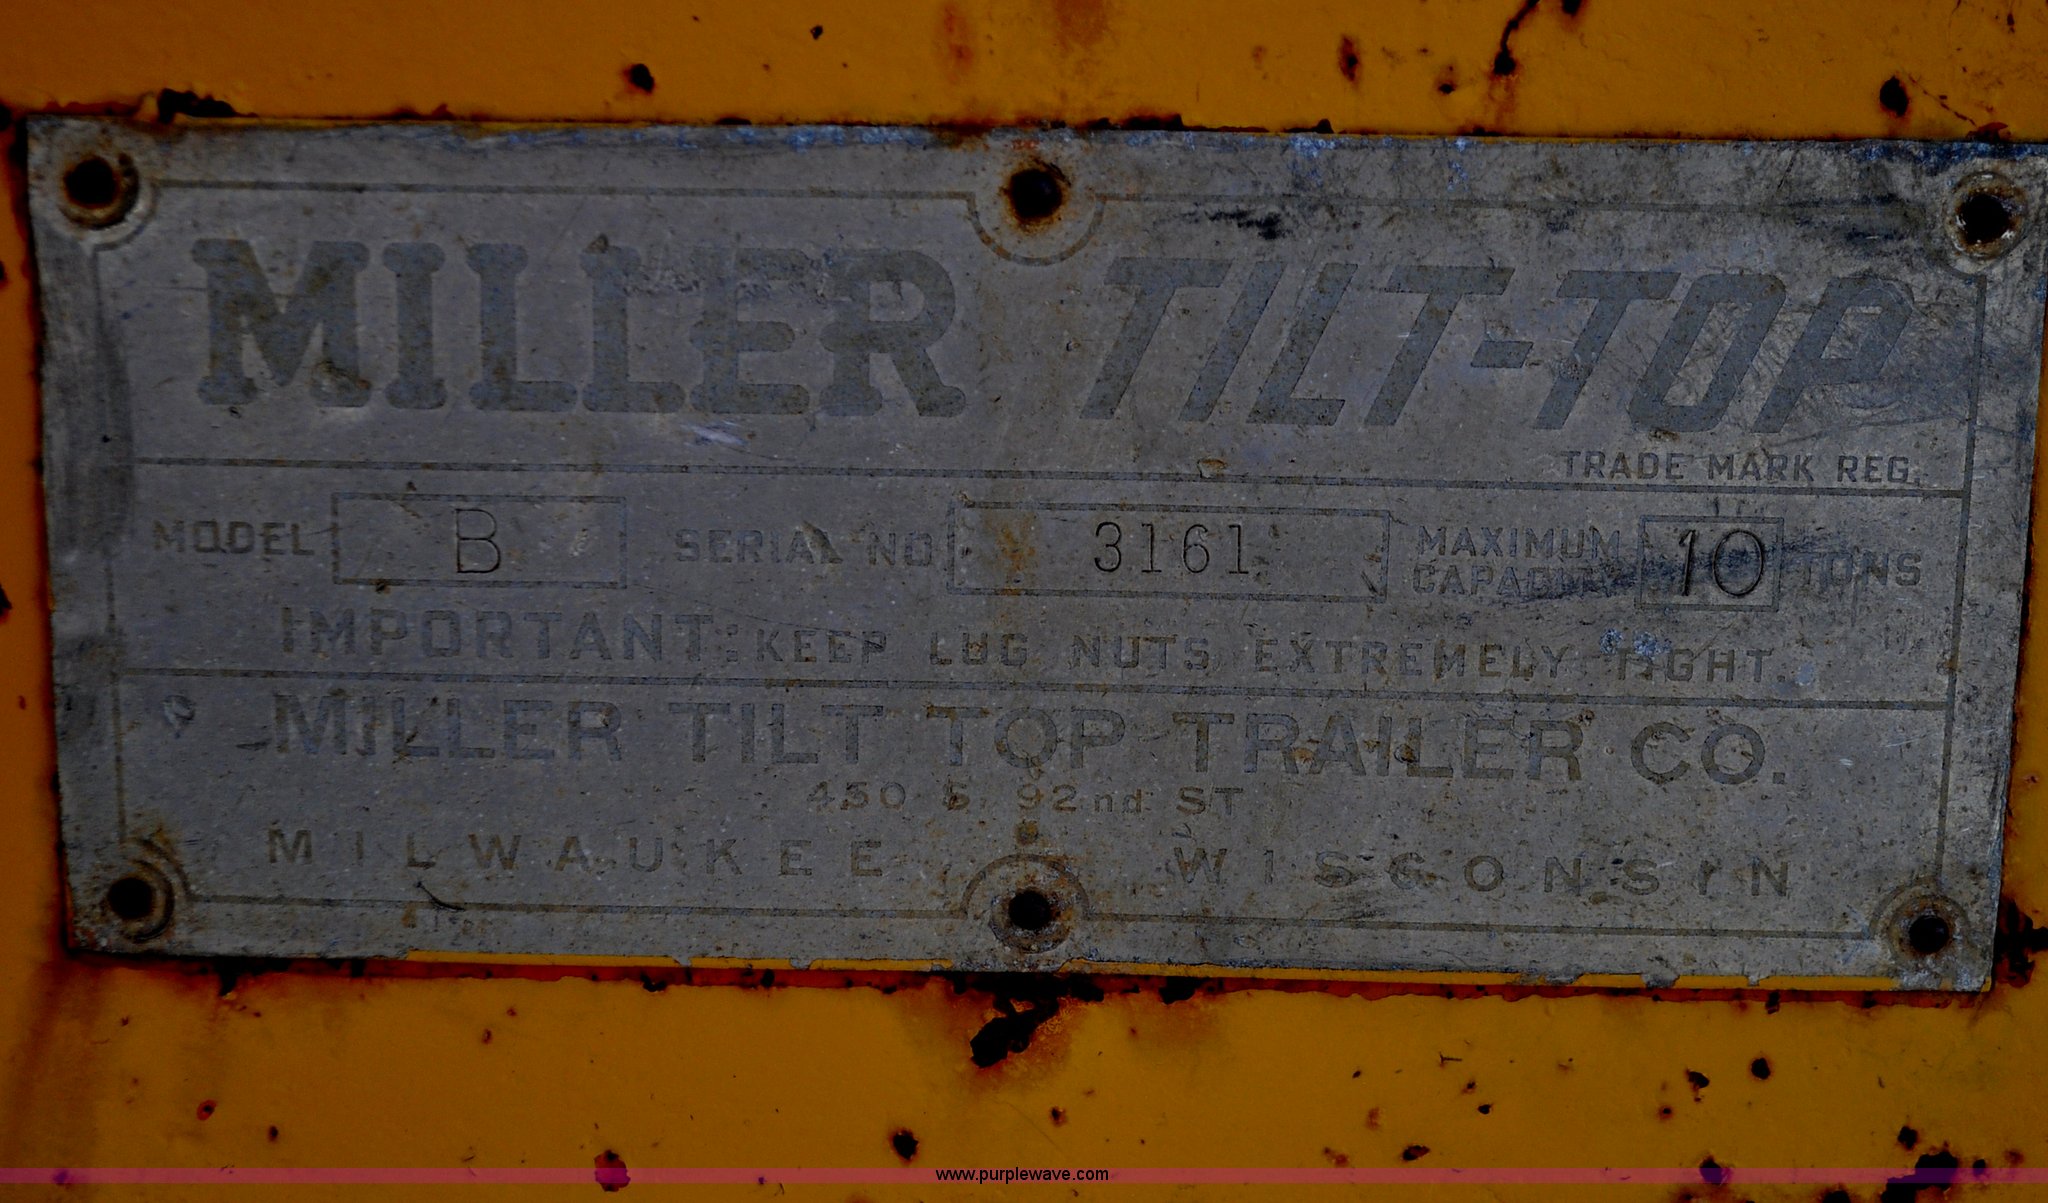 MILLER TILT-TOP
TRADE MARK REG.
MODEL B SERIAL NO 3161 MAXIMUM CAPACITY 10 TONS
IMPORTANT: KEEP LUG NUTS EXTREMELY TIGHT.
MILLER TILT TOP TRAILER CO.
430 S. 92nd ST
MILWAUKEE WISCONSIN
www.purplewave.com